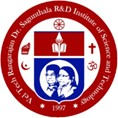 Vel Tech Rangarajan Dr. Sagunthala R&D Institute of Science and Technology
* 1997 *